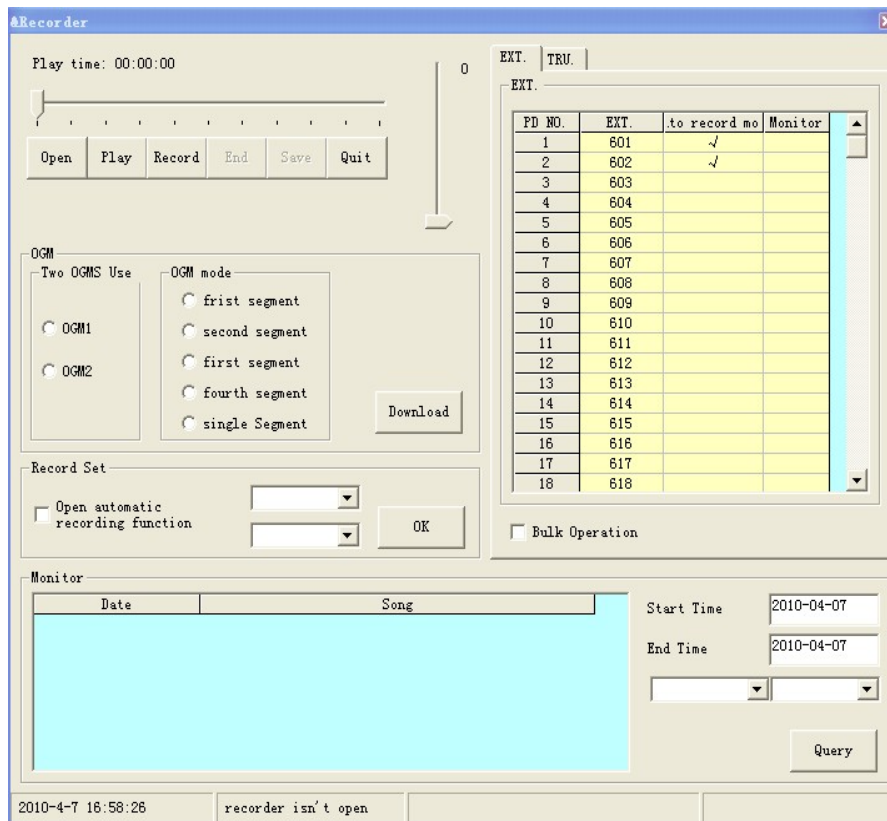 Recorder
Play time: 00:00:00
0
Open Play Record End Save Quit
OGM
Two OGMS Use
OGM1
OGM2
OGM mode
frist segment
second segment
first segment
fourth segment
single Segment
Download
Record Set
Open automatic
recording function
OK
EXT. TRU.
EXT.
PD NO. EXT. .to record mo Monitor
1 601 √
2 602 √
3 603
4 604
5 605
6 606
7 607
8 608
9 609
10 610
11 611
12 612
13 613
14 614
15 615
16 616
17 617
18 618
Bulk Operation
Monitor
Date Song
Start Time 2010-04-07
End Time 2010-04-07
Query
2010-4-7 16:58:26 recorder isn't open